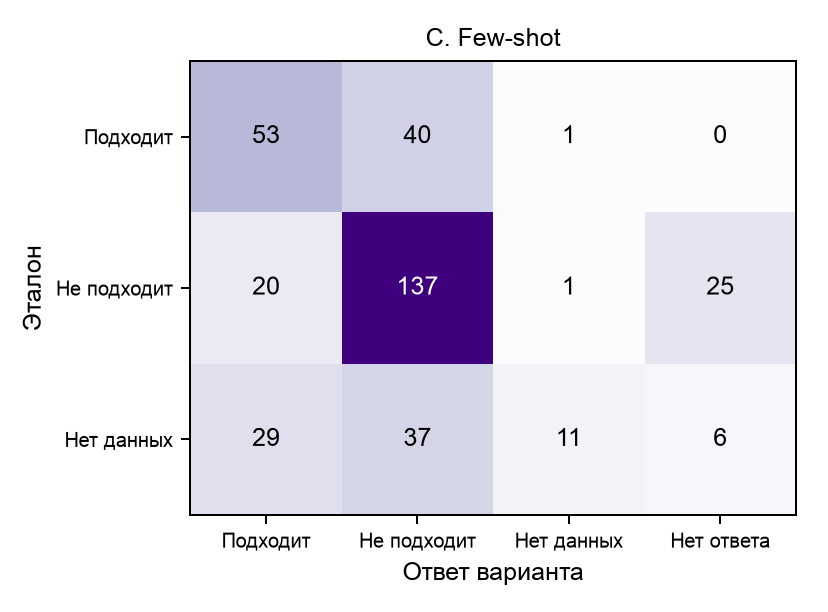 C. Few-shot
Эталон
Подходит 53 40 1 0
Не подходит 20 137 1 25
Нет данных 29 37 11 6
Подходит Не подходит Нет данных Нет ответа
Ответ варианта